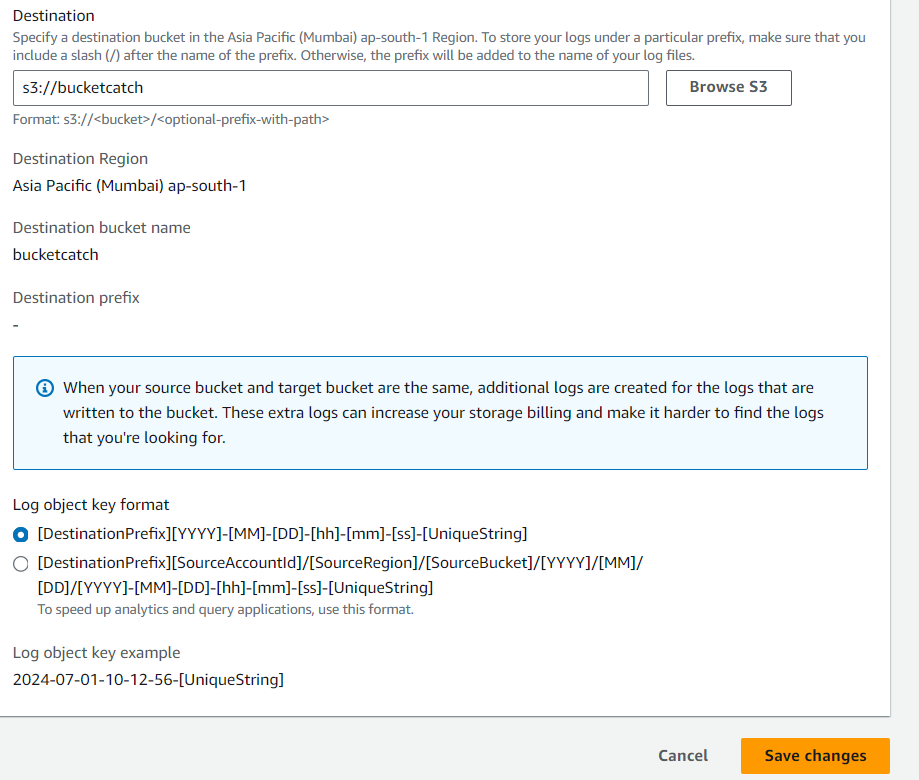 Destination
Specify a destination bucket in the Asia Pacific (Mumbai) ap-south-1 Region. To store your logs under a particular prefix, make sure that you
include a slash (/) after the name of the prefix. Otherwise, the prefix will be added to the name of your log files.
s3://bucketcatch
Browse S3
Format: s3://<bucket>/<optional-prefix-with-path>
Destination Region
Asia Pacific (Mumbai) ap-south-1
Destination bucket name
bucketcatch
Destination prefix
-
When your source bucket and target bucket are the same, additional logs are created for the logs that are
written to the bucket. These extra logs can increase your storage billing and make it harder to find the logs
that you're looking for.
Log object key format
[DestinationPrefix][YYYY]-[MM]-[DD]-[hh]-[mm]-[ss]-[UniqueString]
[DestinationPrefix][SourceAccountId]/[SourceRegion]/[SourceBucket]/[YYYY]/[MM]/
[DD]/[YYYY]-[MM]-[DD]-[hh]-[mm]-[ss]-[UniqueString]
To speed up analytics and query applications, use this format.
Log object key example
2024-07-01-10-12-56-[UniqueString]
Cancel
Save changes